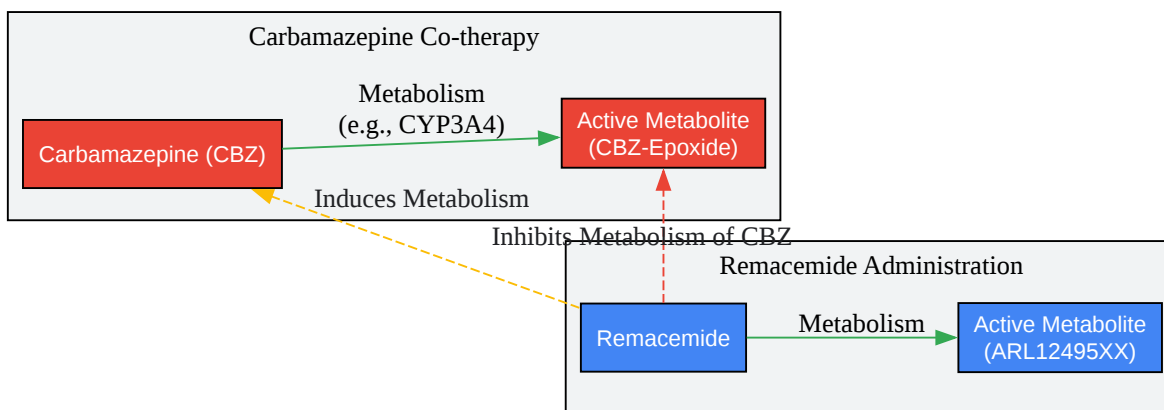 Carbamazepine Co-therapy
Metabolism
(e.g., CYP3A4)
Carbamazepine (CBZ)
Active Metabolite
(CBZ-Epoxide)
Induces Metabolism
Inhibits Metabolism of CBZ
Remacemide Administration
Remacemide
Metabolism
Active Metabolite
(ARL12495XX)